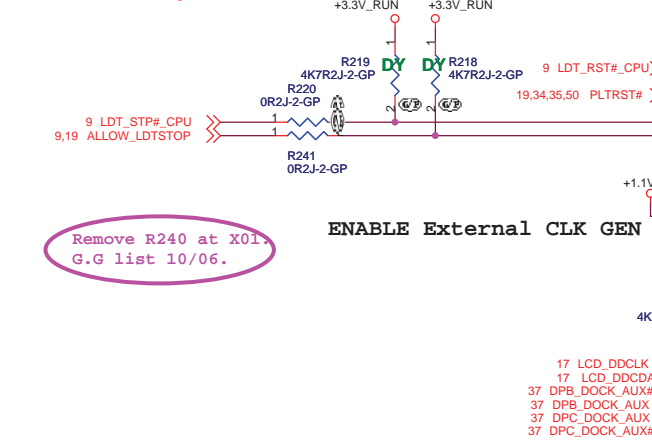 +3.3V_RUN +3.3V_RUN
1 1
R219 DY DY R218
4K7R2J-2-GP 4K7R2J-2-GP
9 LDT_RST#_CPU
R220
0R2J-2-GP
19,34,35,50 PLTRST#
2 G/P 2 G/P
9 LDT_STP#_CPU 1
9,19 ALLOW_LDTSTOP 1
R241
0R2J-2-GP
+1.1V
ENABLE External CLK GEN
Remove R240 at X01.
G.G list 10/06.
4K
17 LCD_DDCLK
17 LCD_DDCDA
37 DPB_DOCK_AUX#
37 DPB_DOCK_AUX
37 DPC_DOCK_AUX
37 DPC_DOCK_AUX#